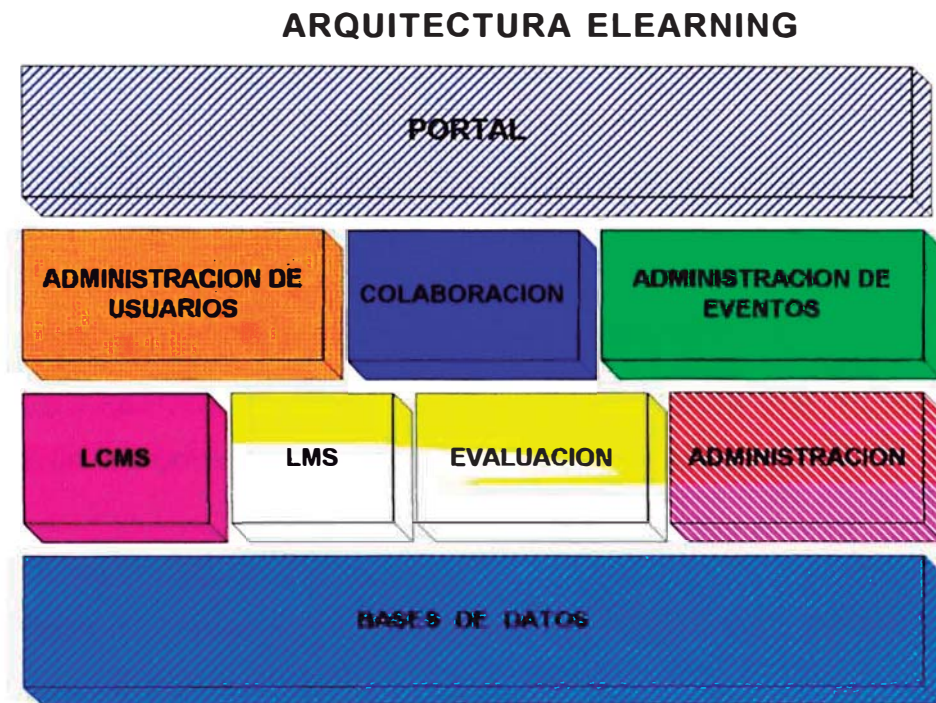 ARQUITECTURA ELEARNING
PORTAL
ADMINISTRACION DE
USUARIOS
COLABORACION
ADMINISTRACION DE
EVENTOS
LCMS
LMS
EVALUACION
ADMINISTRACION
BASES DE DATOS